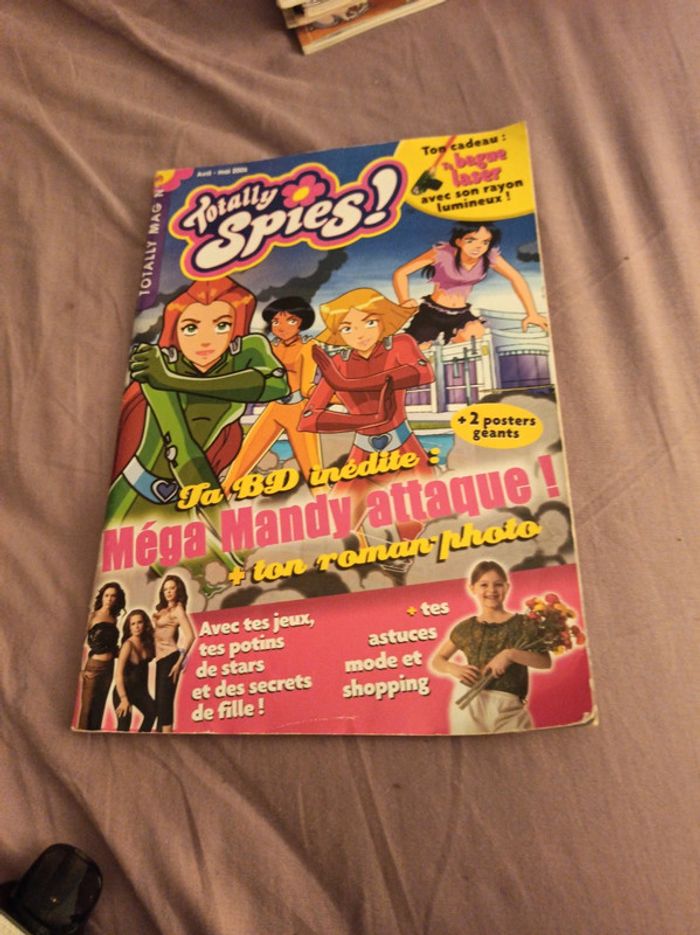 TOTALLY MAG N
Avril - mai 2006
Totally
Spies!
Ton cadeau :
Ta bague
laser
avec son rayon
lumineux !
+ 2 posters
géants
Ta BD inédite :
Méga Mandy attaque !
+ ton roman-photo
Avec tes jeux,
tes potins
de stars
et des secrets
de fille !
+ tes
astuces
mode et
shopping